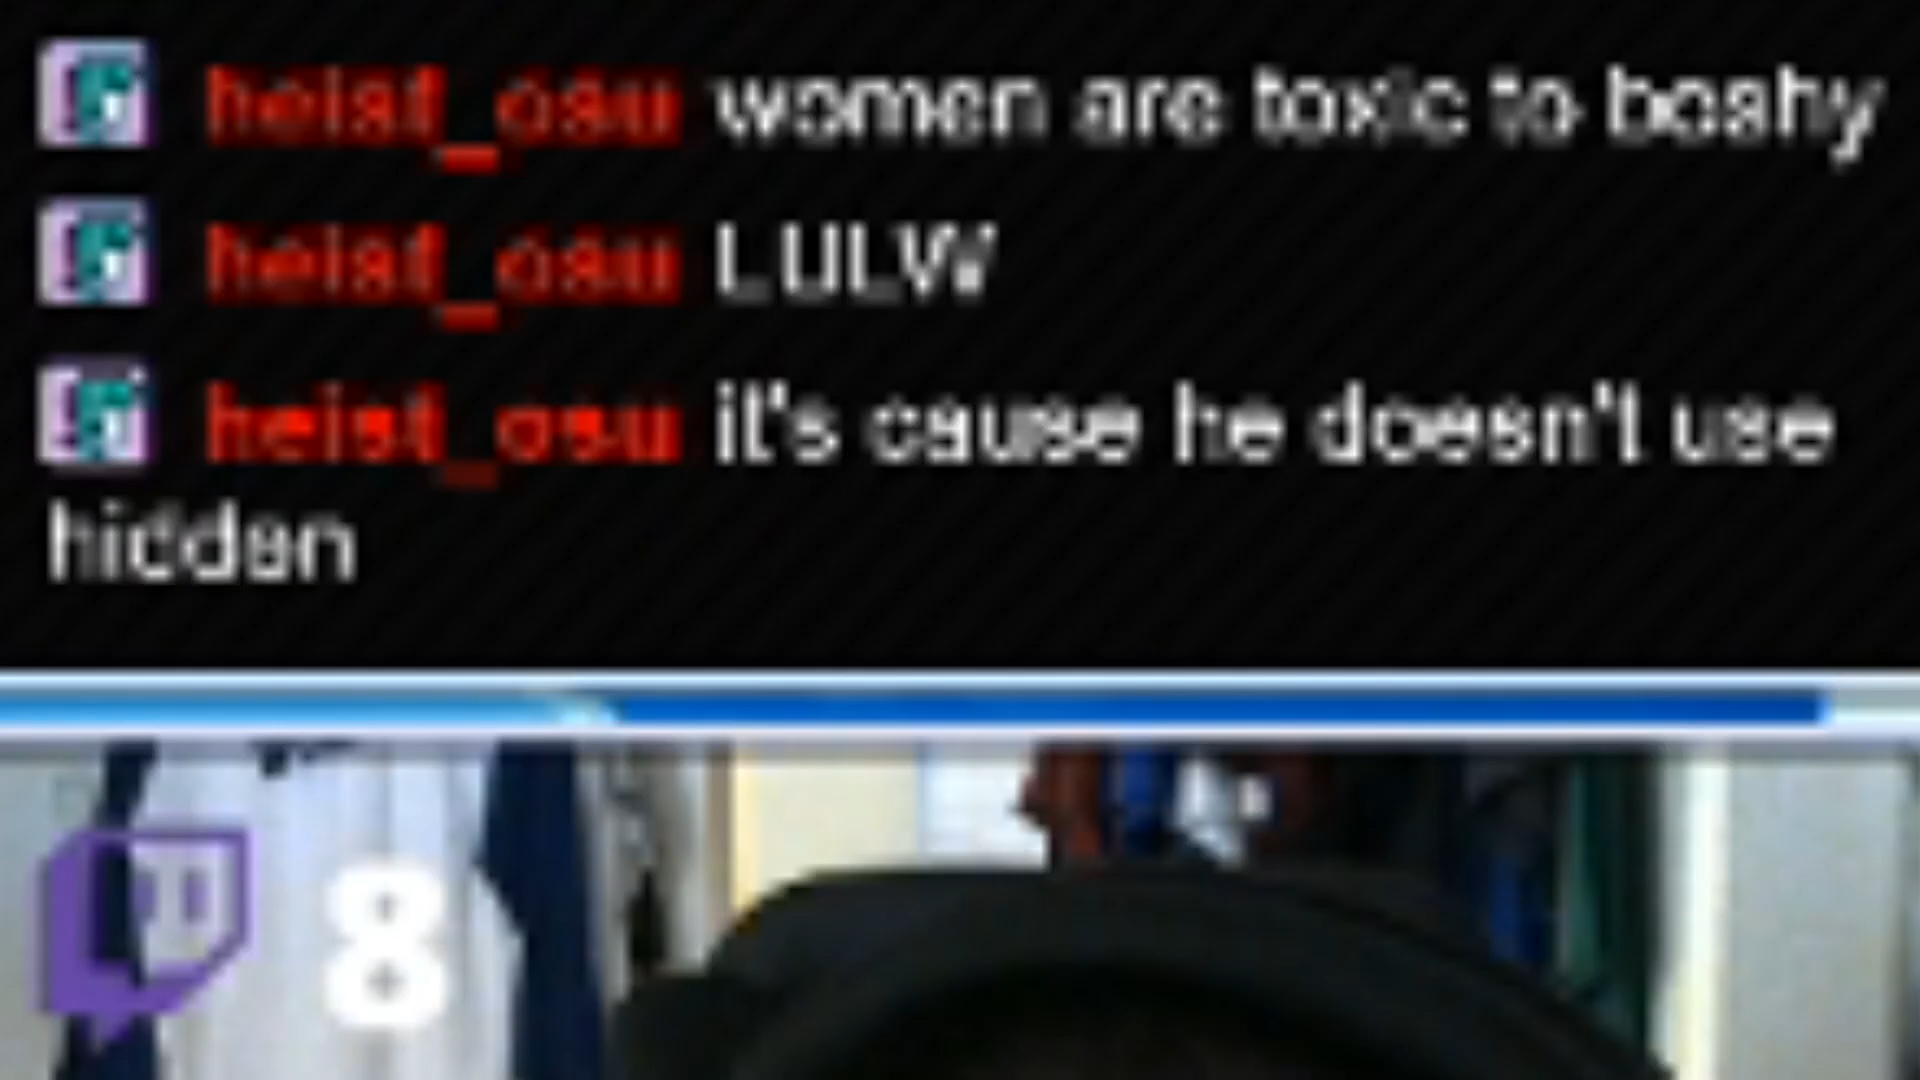 heist_osu women are toxic to boshy
heist_osu LULW
heist_osu it's cause he doesn't use
hidden
8